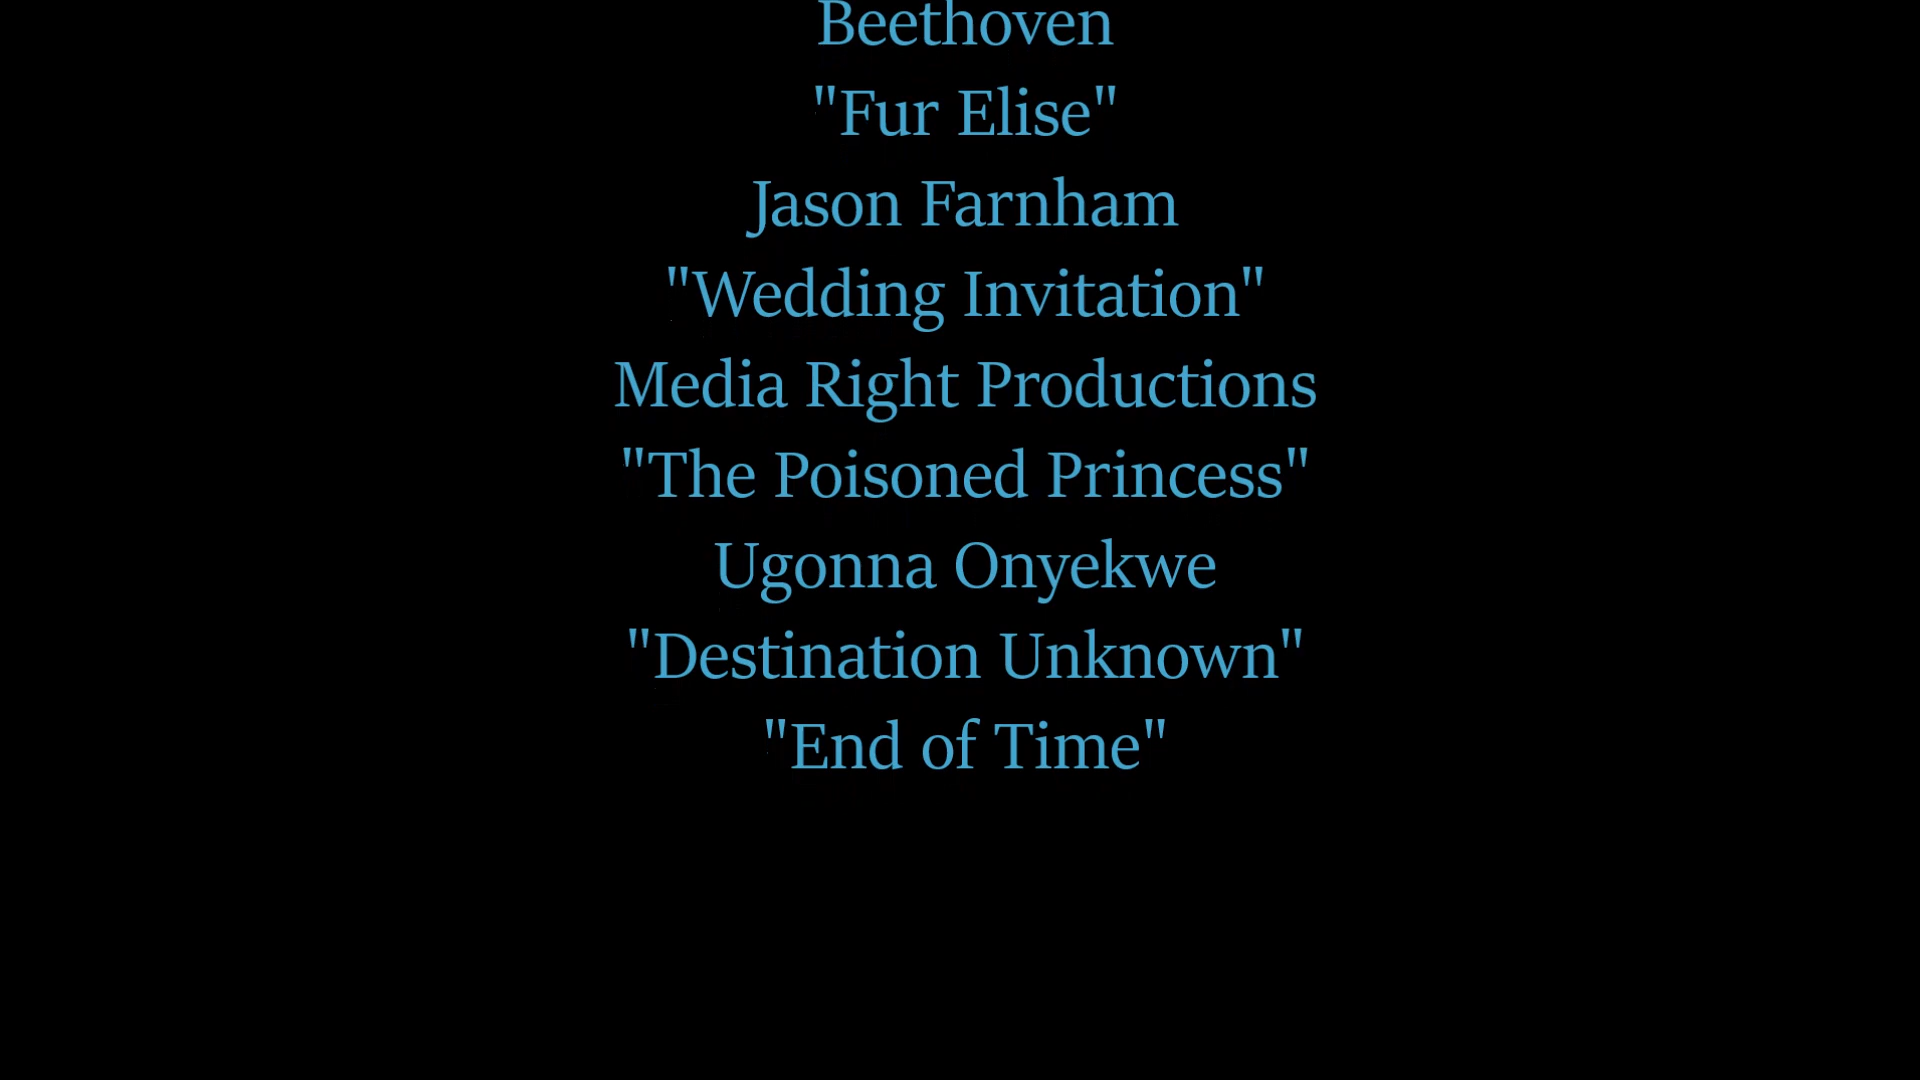 Beethoven
"Fur Elise"
Jason Farnham
"Wedding Invitation"
Media Right Productions
"The Poisoned Princess"
Ugonna Onyekwe
"Destination Unknown"
"End of Time"